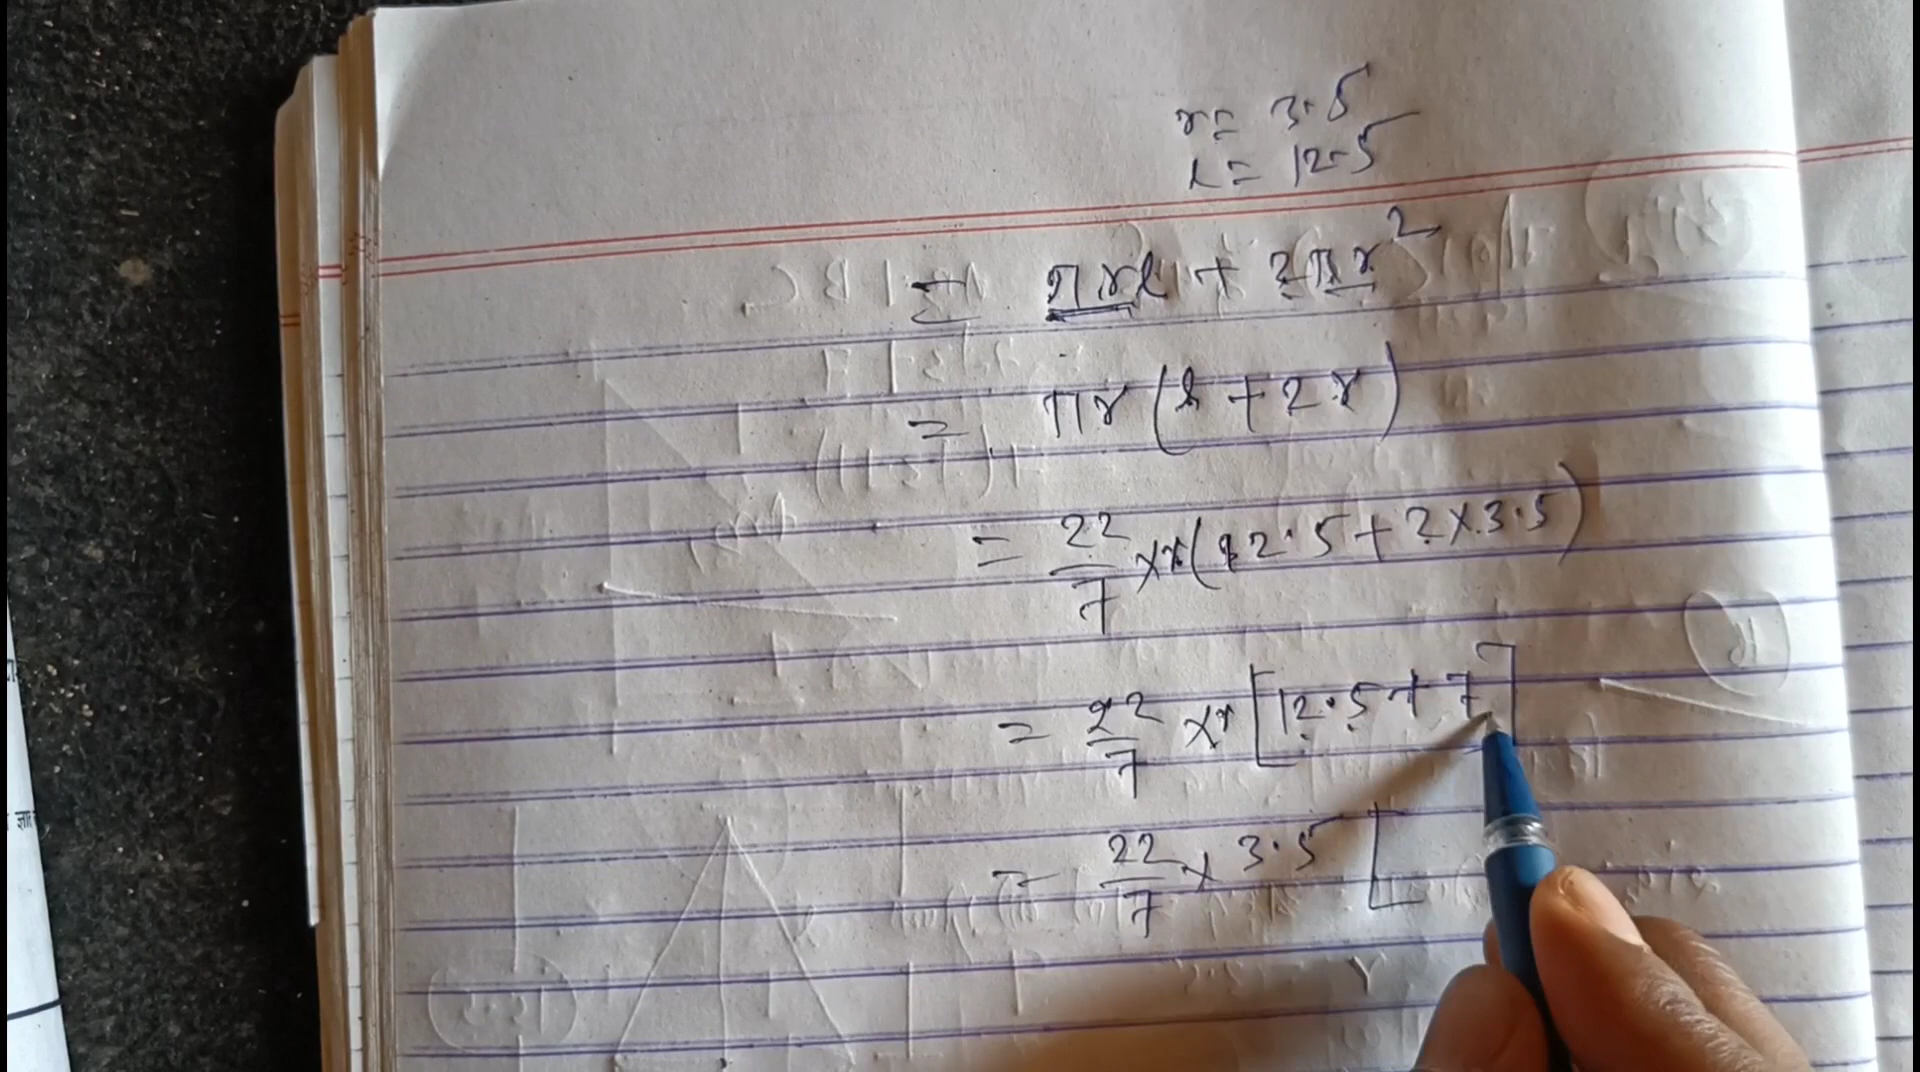 r = 3.5
l = 12.5
= πrl + 2πr²
= πr (l + 2r)
= 22/7 × r (12.5 + 2 × 3.5)
= 22/7 × r [12.5 + 7]
= 22/7 × 3.5 [